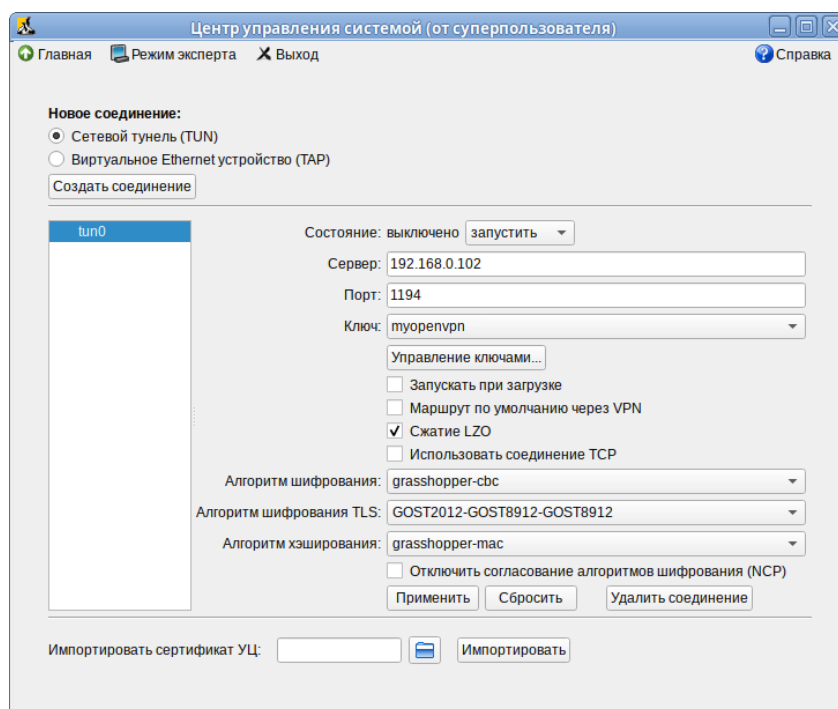 Центр управления системой (от суперпользователя)
Главная Режим эксперта Выход Справка
Новое соединение:
Сетевой тунель (TUN)
Виртуальное Ethernet устройство (TAP)
Создать соединение
tun0
Состояние: выключено запустить
Сервер: 192.168.0.102
Порт: 1194
Ключ: myopenvpn
Управление ключами...
Запускать при загрузке
Маршрут по умолчанию через VPN
Сжатие LZO
Использовать соединение TCP
Алгоритм шифрования: grasshopper-cbc
Алгоритм шифрования TLS: GOST2012-GOST8912-GOST8912
Алгоритм хэширования: grasshopper-mac
Отключить согласование алгоритмов шифрования (NCP)
Применить Сбросить Удалить соединение
Импортировать сертификат УЦ: Импортировать